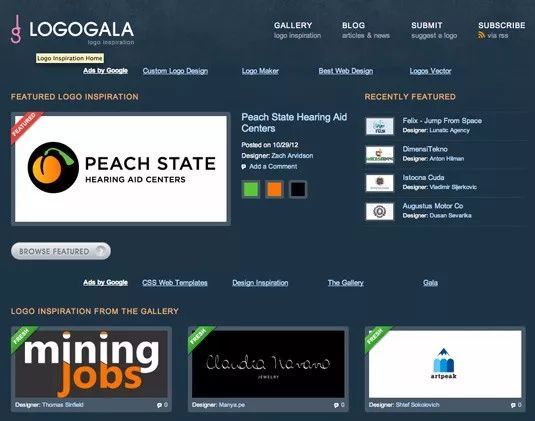 LOGOGALA
logo inspiration
GALLERY
logo inspiration
BLOG
articles & news
SUBMIT
suggest a logo
SUBSCRIBE
via rss
Logo Inspiration Home
Ads by Google
Custom Logo Design
Logo Maker
Best Web Design
Logos Vector
FEATURED LOGO INSPIRATION
FEATURED
PEACH STATE
HEARING AID CENTERS
Peach State Hearing Aid
Centers
Posted on 10/29/12
Designer: Zach Arvidson
Add a Comment
BROWSE FEATURED
RECENTLY FEATURED
Felix - Jump From Space
Designer: Lunatic Agency
DimensiTekno
Designer: Anton Hilman
Istocna Cuda
Designer: Vladimir Sijerkovic
Augustus Motor Co
Designer: Dusan Sevarika
Ads by Google
CSS Web Templates
Design Inspiration
The Gallery
Gala
LOGO INSPIRATION FROM THE GALLERY
FRESH
mining
jobs
Designer: Thomas Sinfield
0
FRESH
Claudia Navano
JEWELRY
Designer: Manya.pe
0
FRESH
artpeak
Designer: Shtef Sokolovich
0